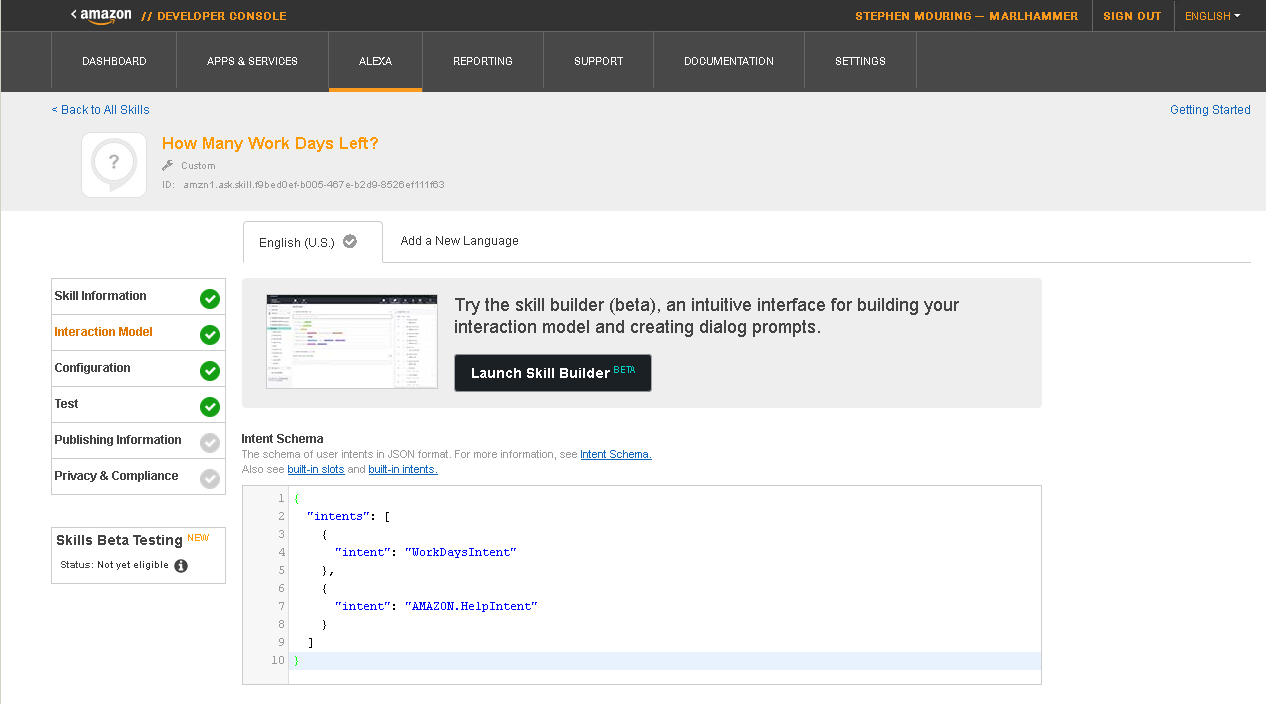 < amazon // DEVELOPER CONSOLE STEPHEN MOURING — MARLHAMMER SIGN OUT ENGLISH
DASHBOARD APPS & SERVICES ALEXA REPORTING SUPPORT DOCUMENTATION SETTINGS
< Back to All Skills Getting Started
?
How Many Work Days Left?
Custom
ID: amzn1.ask.skill.f9bed0ef-b005-467e-b2d9-8526ef111f63
English (U.S.) Add a New Language
Skill Information
Interaction Model
Configuration
Test
Publishing Information
Privacy & Compliance
Skills Beta Testing NEW
Status: Not yet eligible i
Try the skill builder (beta), an intuitive interface for building your
interaction model and creating dialog prompts.
Launch Skill Builder BETA
Intent Schema
The schema of user intents in JSON format. For more information, see Intent Schema.
Also see built-in slots and built-in intents.
1 {
2 "intents": [
3 {
4 "intent": "WorkDaysIntent"
5 },
6 {
7 "intent": "AMAZON.HelpIntent"
8 }
9 ]
10 }